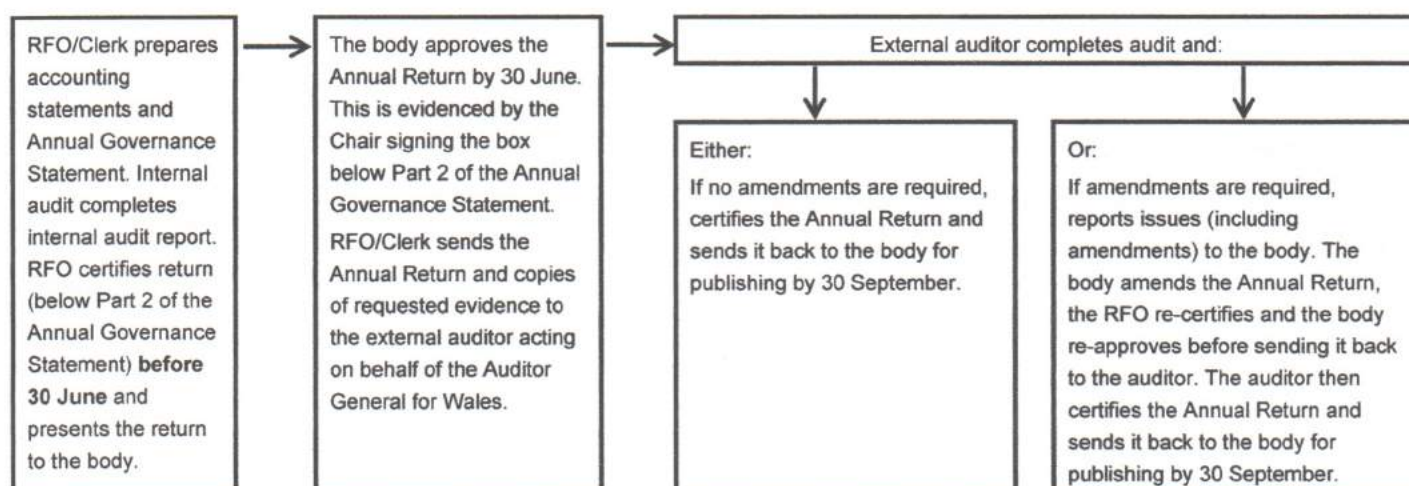 RFO/Clerk prepares
accounting
statements and
Annual Governance
Statement. Internal
audit completes
internal audit report.
RFO certifies return
(below Part 2 of the
Annual Governance
Statement) before
30 June and
presents the return
to the body.
The body approves the
Annual Return by 30 June.
This is evidenced by the
Chair signing the box
below Part 2 of the Annual
Governance Statement.
RFO/Clerk sends the
Annual Return and copies
of requested evidence to
the external auditor acting
on behalf of the Auditor
General for Wales.
External auditor completes audit and:
Either:
If no amendments are required,
certifies the Annual Return and
sends it back to the body for
publishing by 30 September.
Or:
If amendments are required,
reports issues (including
amendments) to the body. The
body amends the Annual Return,
the RFO re-certifies and the body
re-approves before sending it back
to the auditor. The auditor then
certifies the Annual Return and
sends it back to the body for
publishing by 30 September.